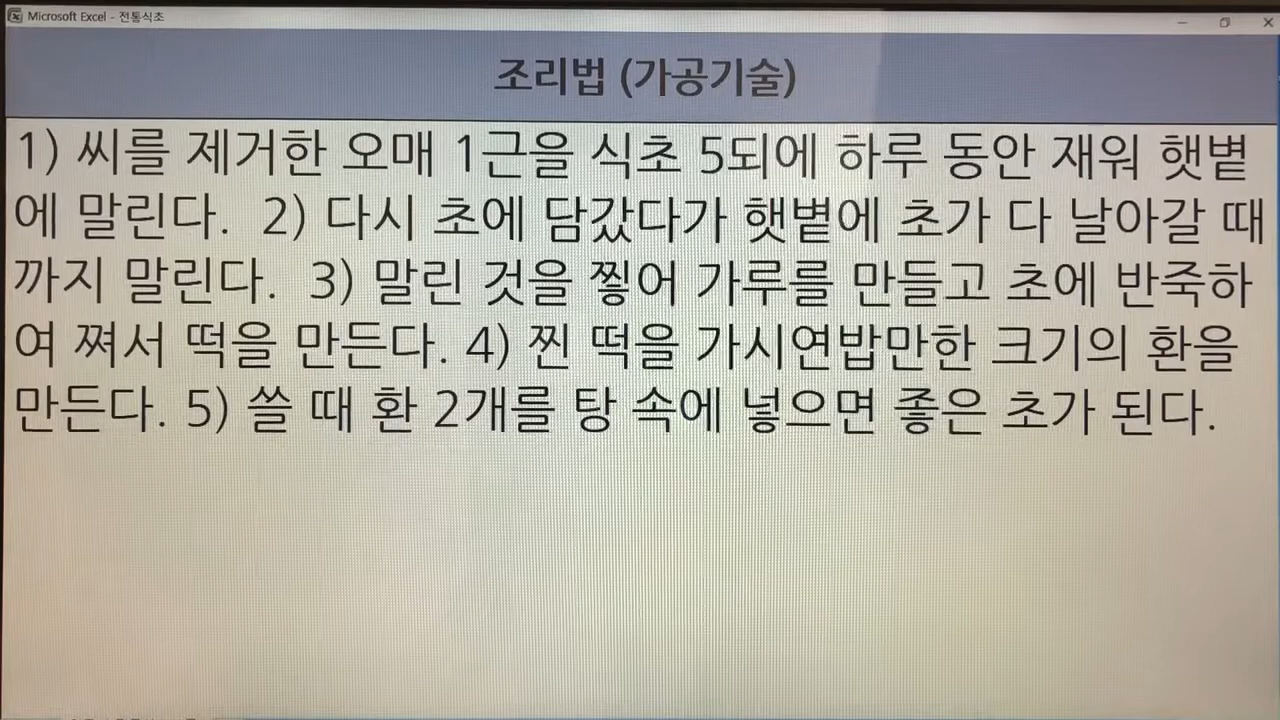 Microsoft Excel - 전통식초
조리법 (가공기술)
1) 씨를 제거한 오매 1근을 식초 5되에 하루 동안 재워 햇볕
에 말린다. 2) 다시 초에 담갔다가 햇볕에 초가 다 날아갈 때
까지 말린다. 3) 말린 것을 찧어 가루를 만들고 초에 반죽하
여 쪄서 떡을 만든다. 4) 찐 떡을 가시연밥만한 크기의 환을
만든다. 5) 쓸 때 환 2개를 탕 속에 넣으면 좋은 초가 된다.